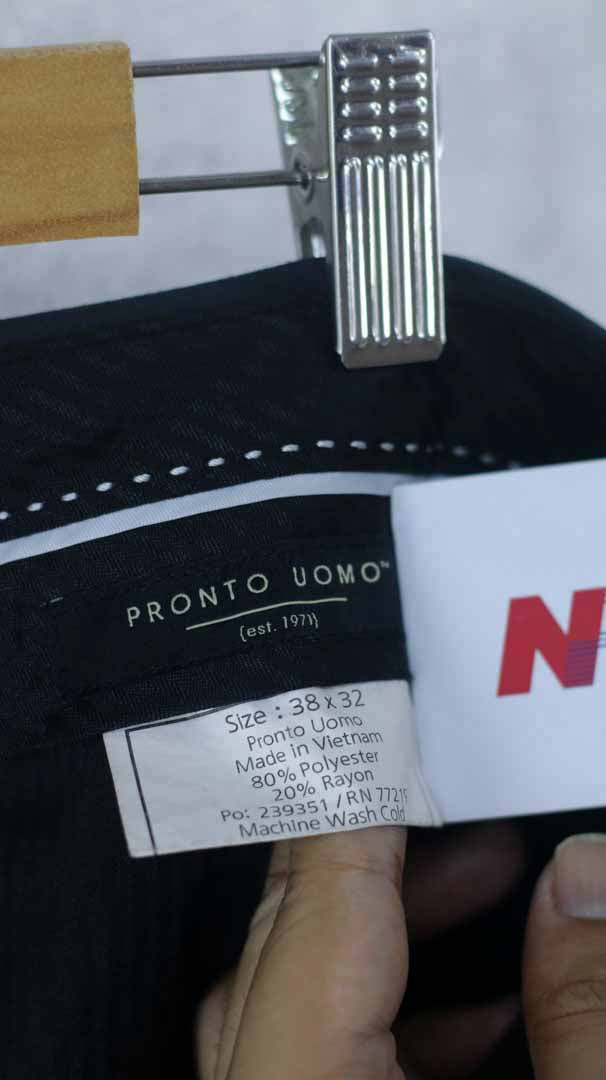 PRONTO UOMO™
{est. 1971}
Size : 38 x 32
Pronto Uomo
Made in Vietnam
80% Polyester
20% Rayon
Po: 239351 / RN 77219
Machine Wash Cold
N